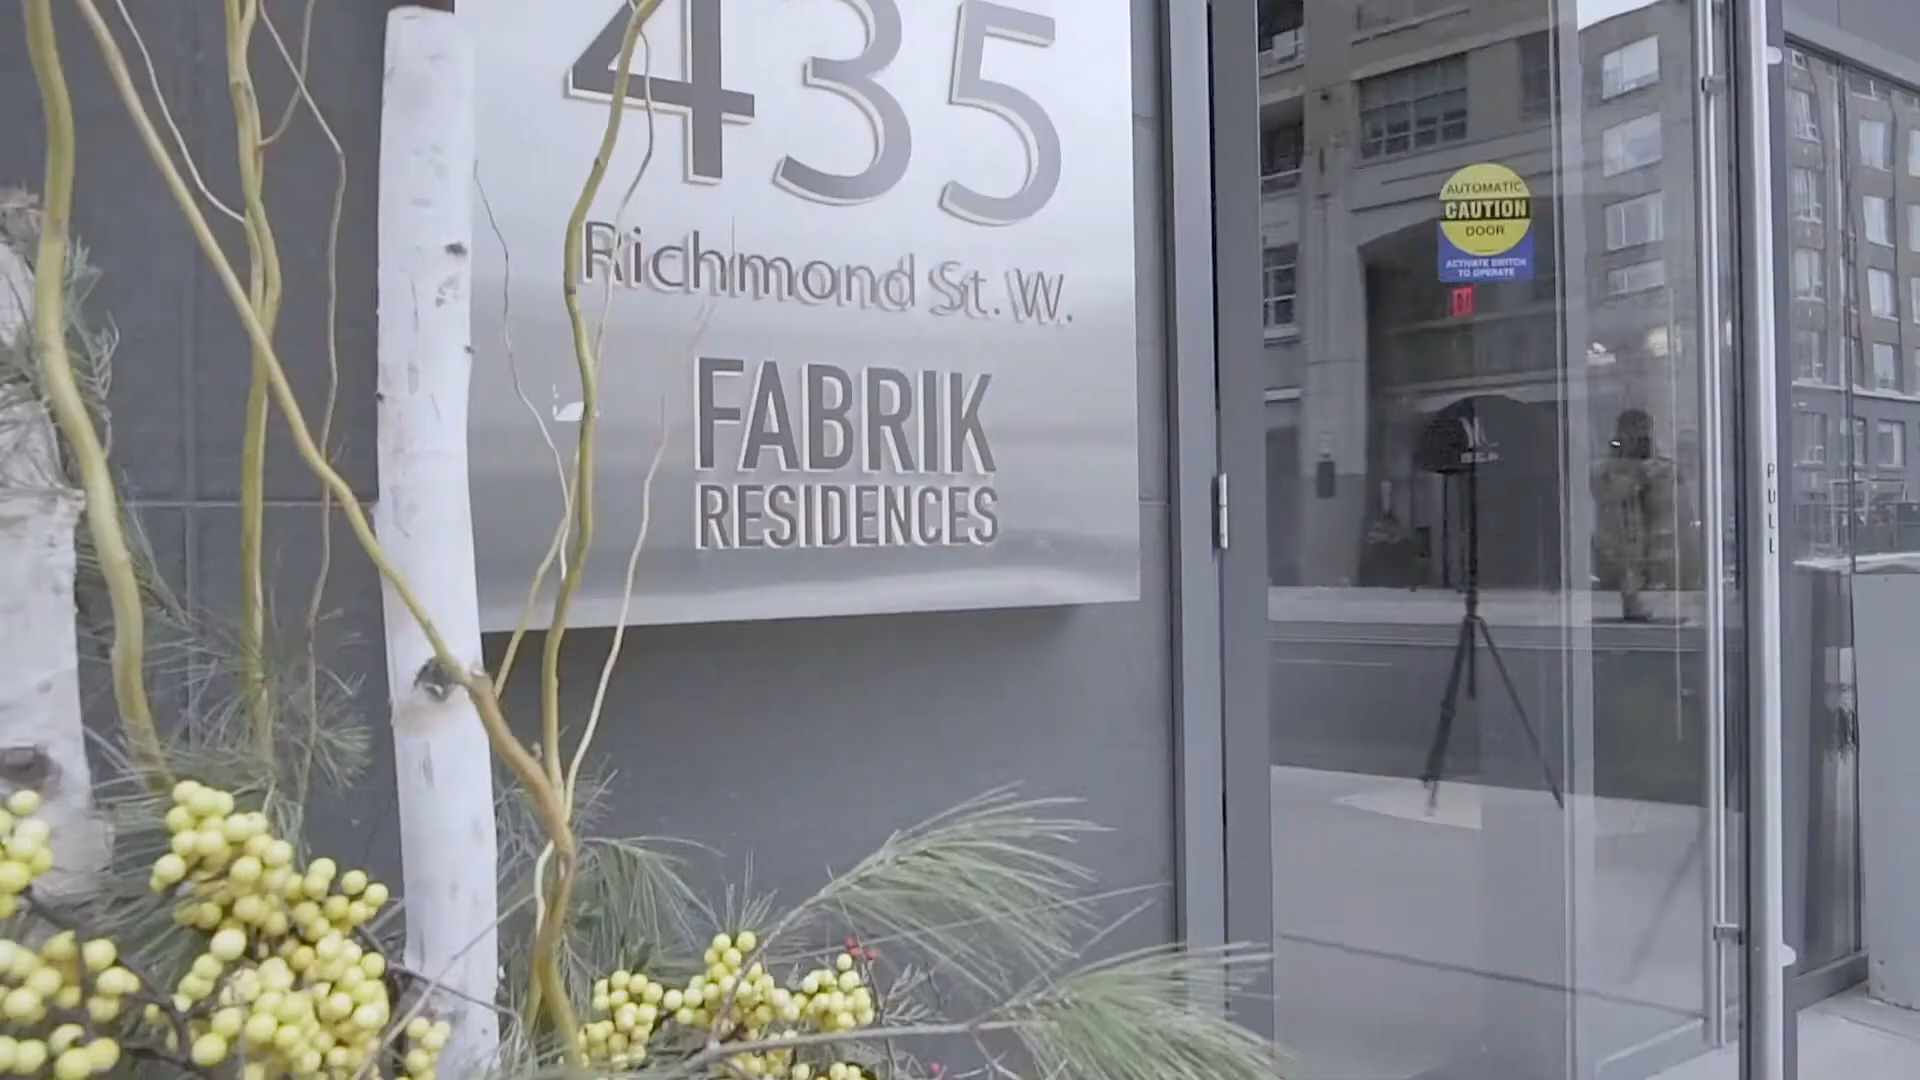 435
Richmond St. W.
FABRIK
RESIDENCES
AUTOMATIC
CAUTION
DOOR
ACTIVATE SWITCH
TO OPERATE
PULL